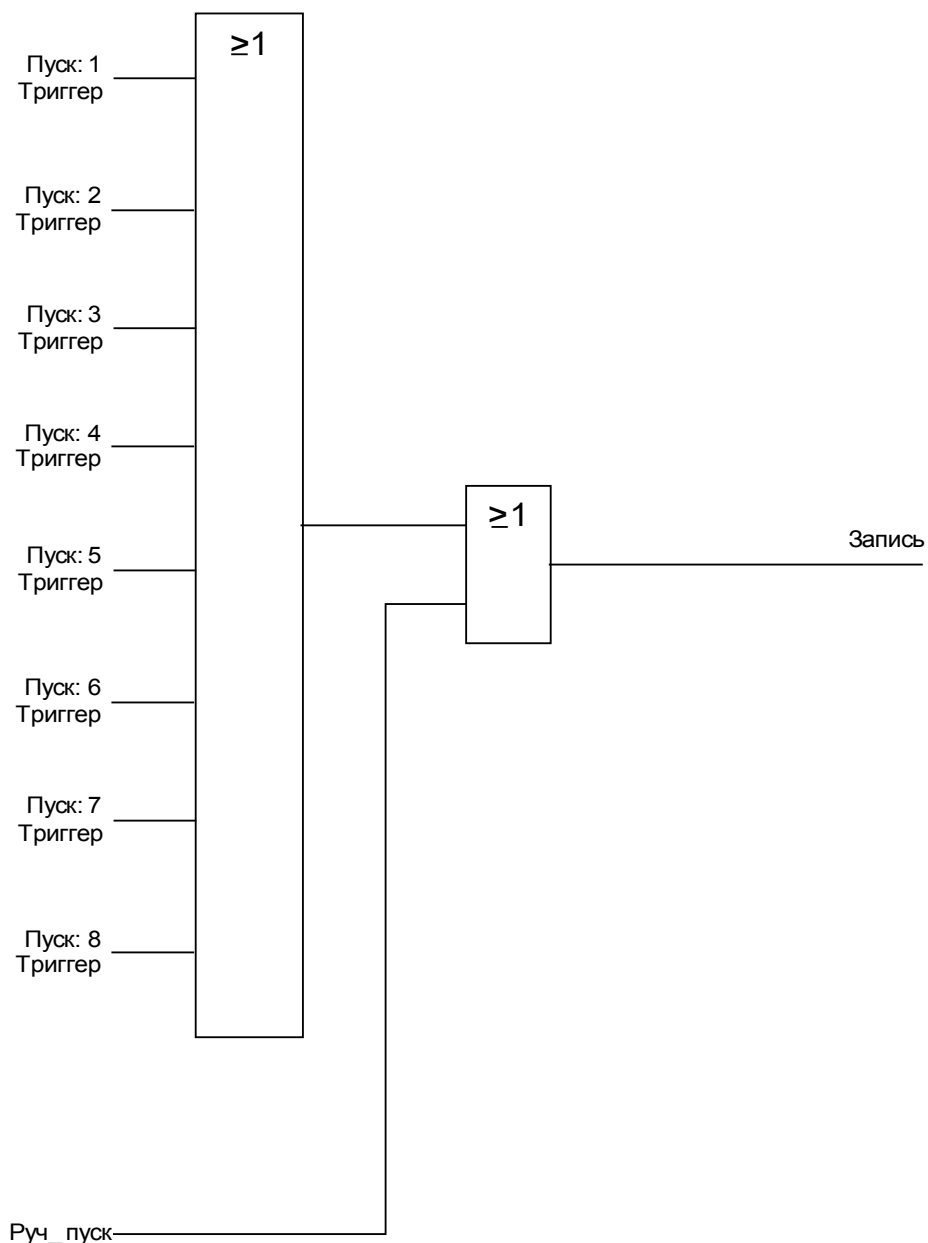 ≥1
Пуск: 1
Триггер
Пуск: 2
Триггер
Пуск: 3
Триггер
Пуск: 4
Триггер
≥1
Запись
Пуск: 5
Триггер
Пуск: 6
Триггер
Пуск: 7
Триггер
Пуск: 8
Триггер
Руч_пуск